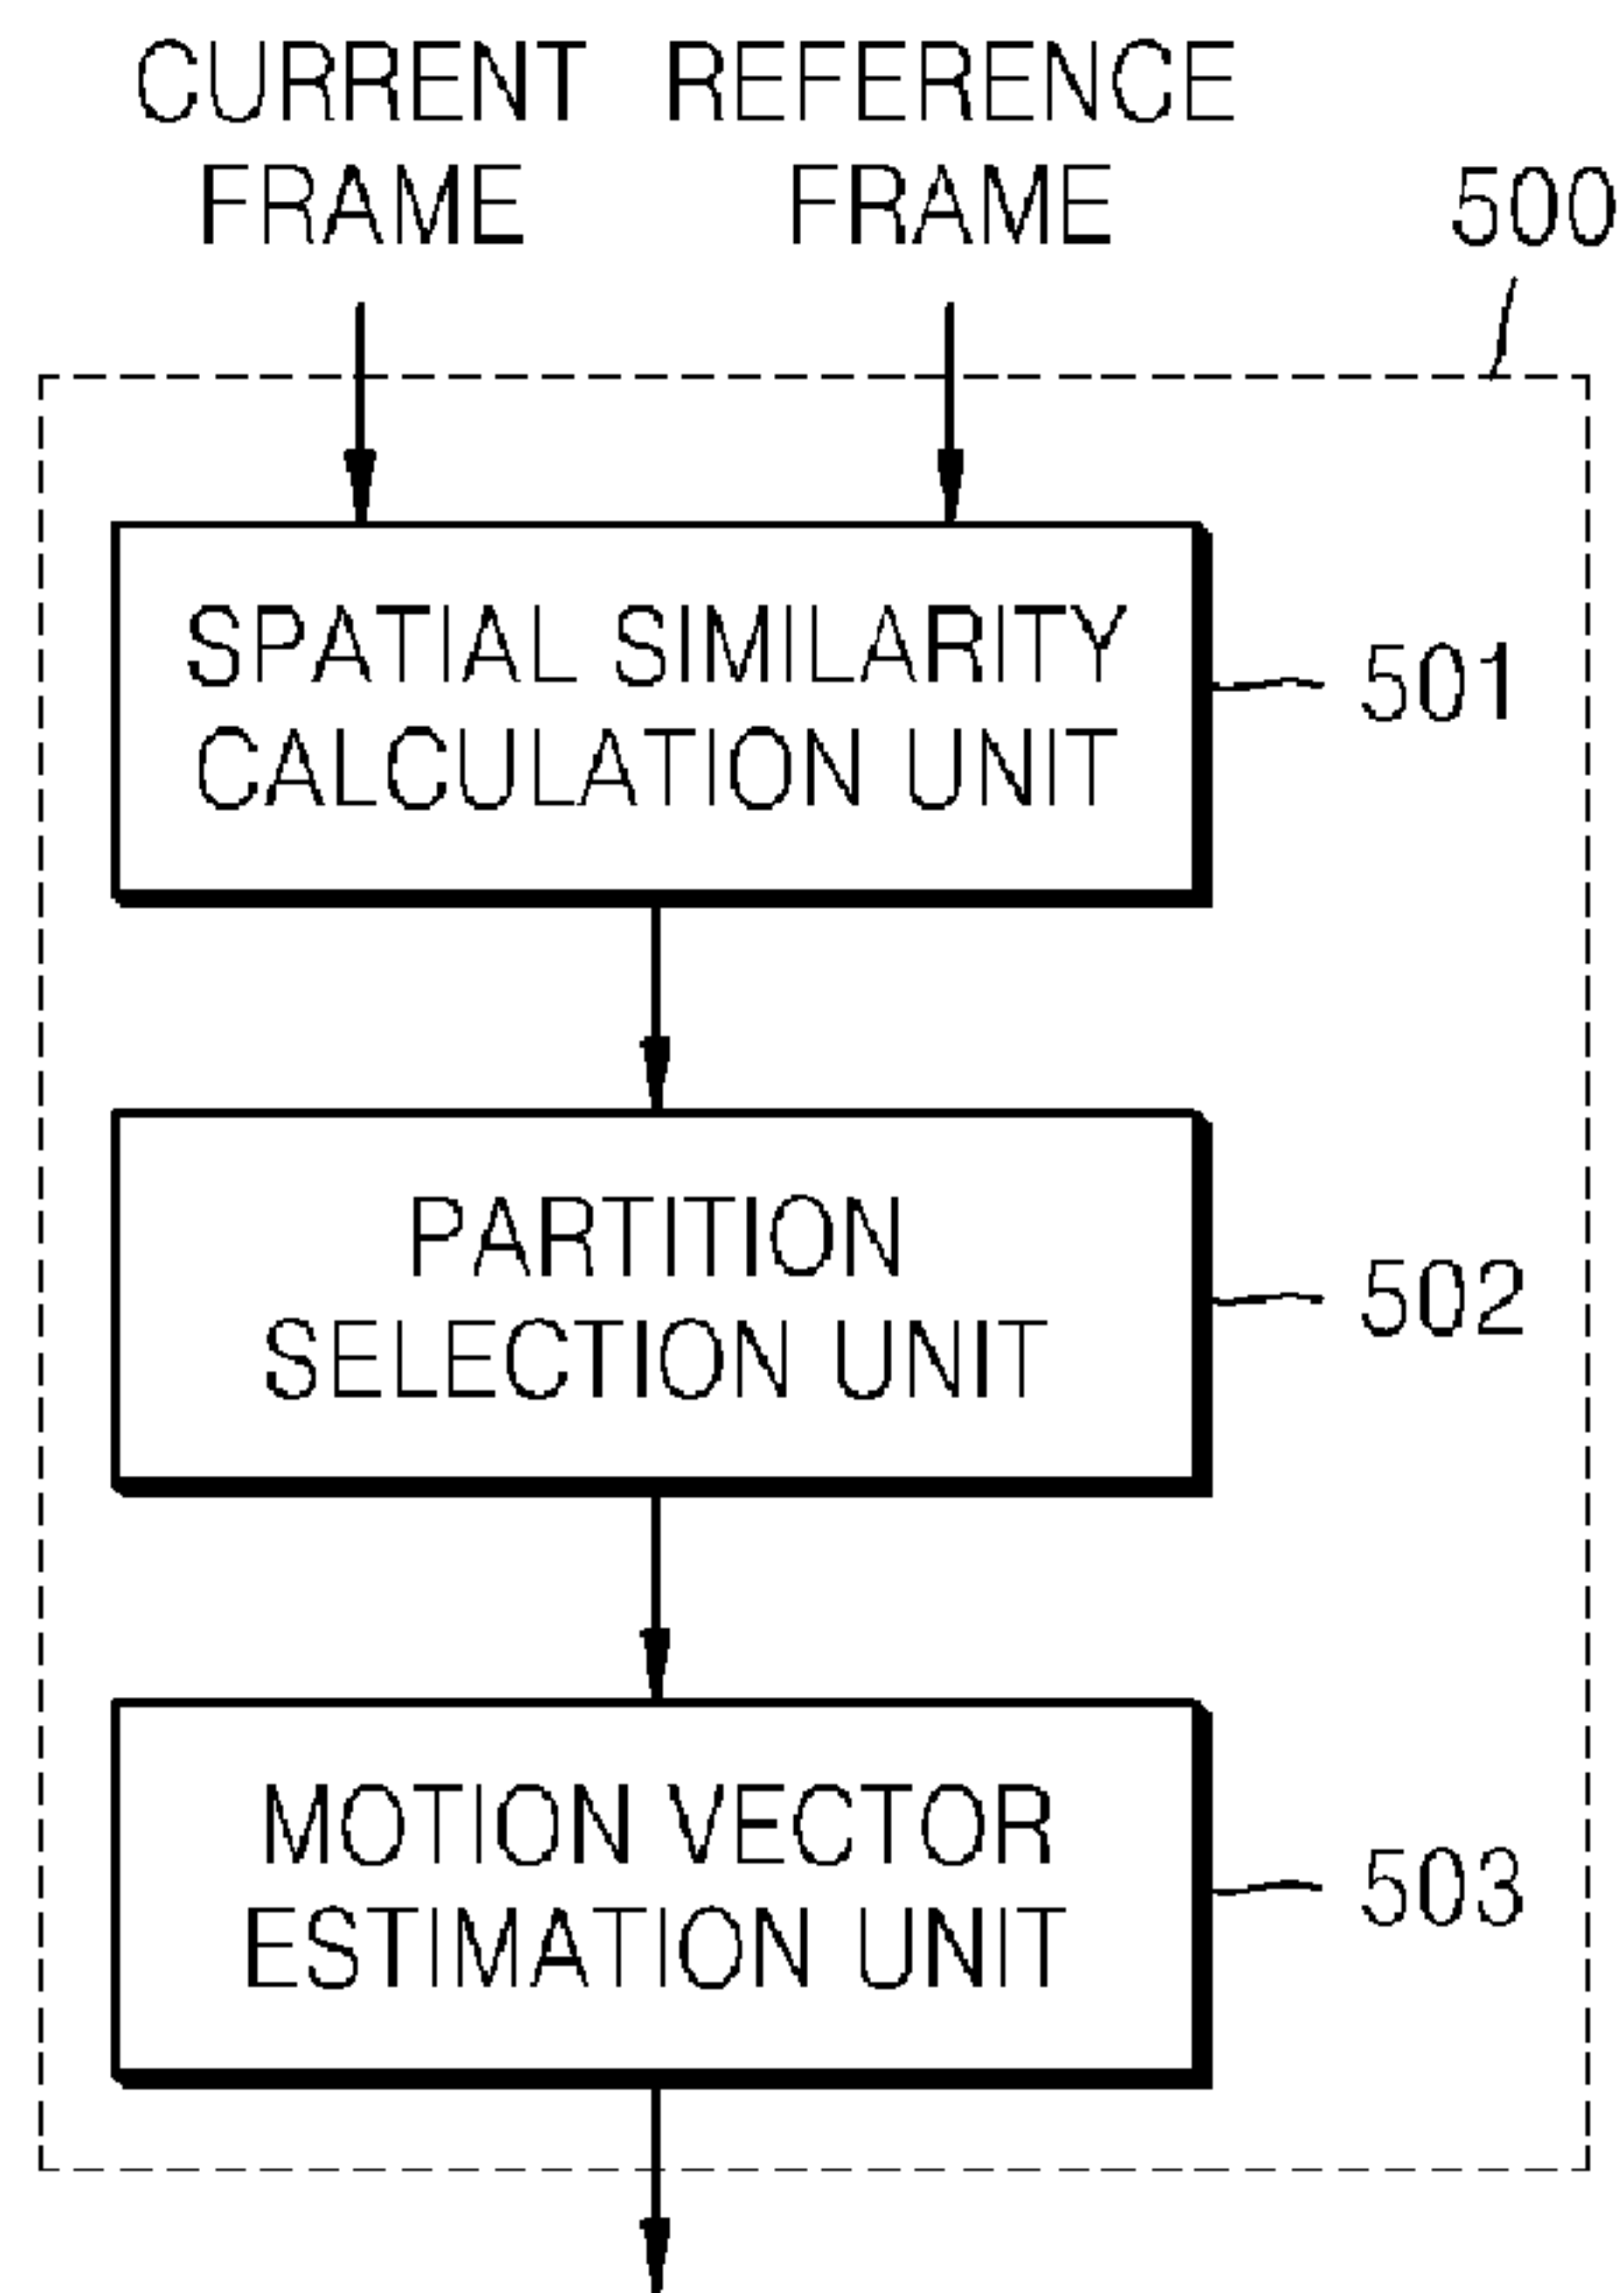 CURRENT REFERENCE
FRAME FRAME
500
SPATIAL SIMILARITY
CALCULATION UNIT
501
PARTITION
SELECTION UNIT
502
MOTION VECTOR
ESTIMATION UNIT
503